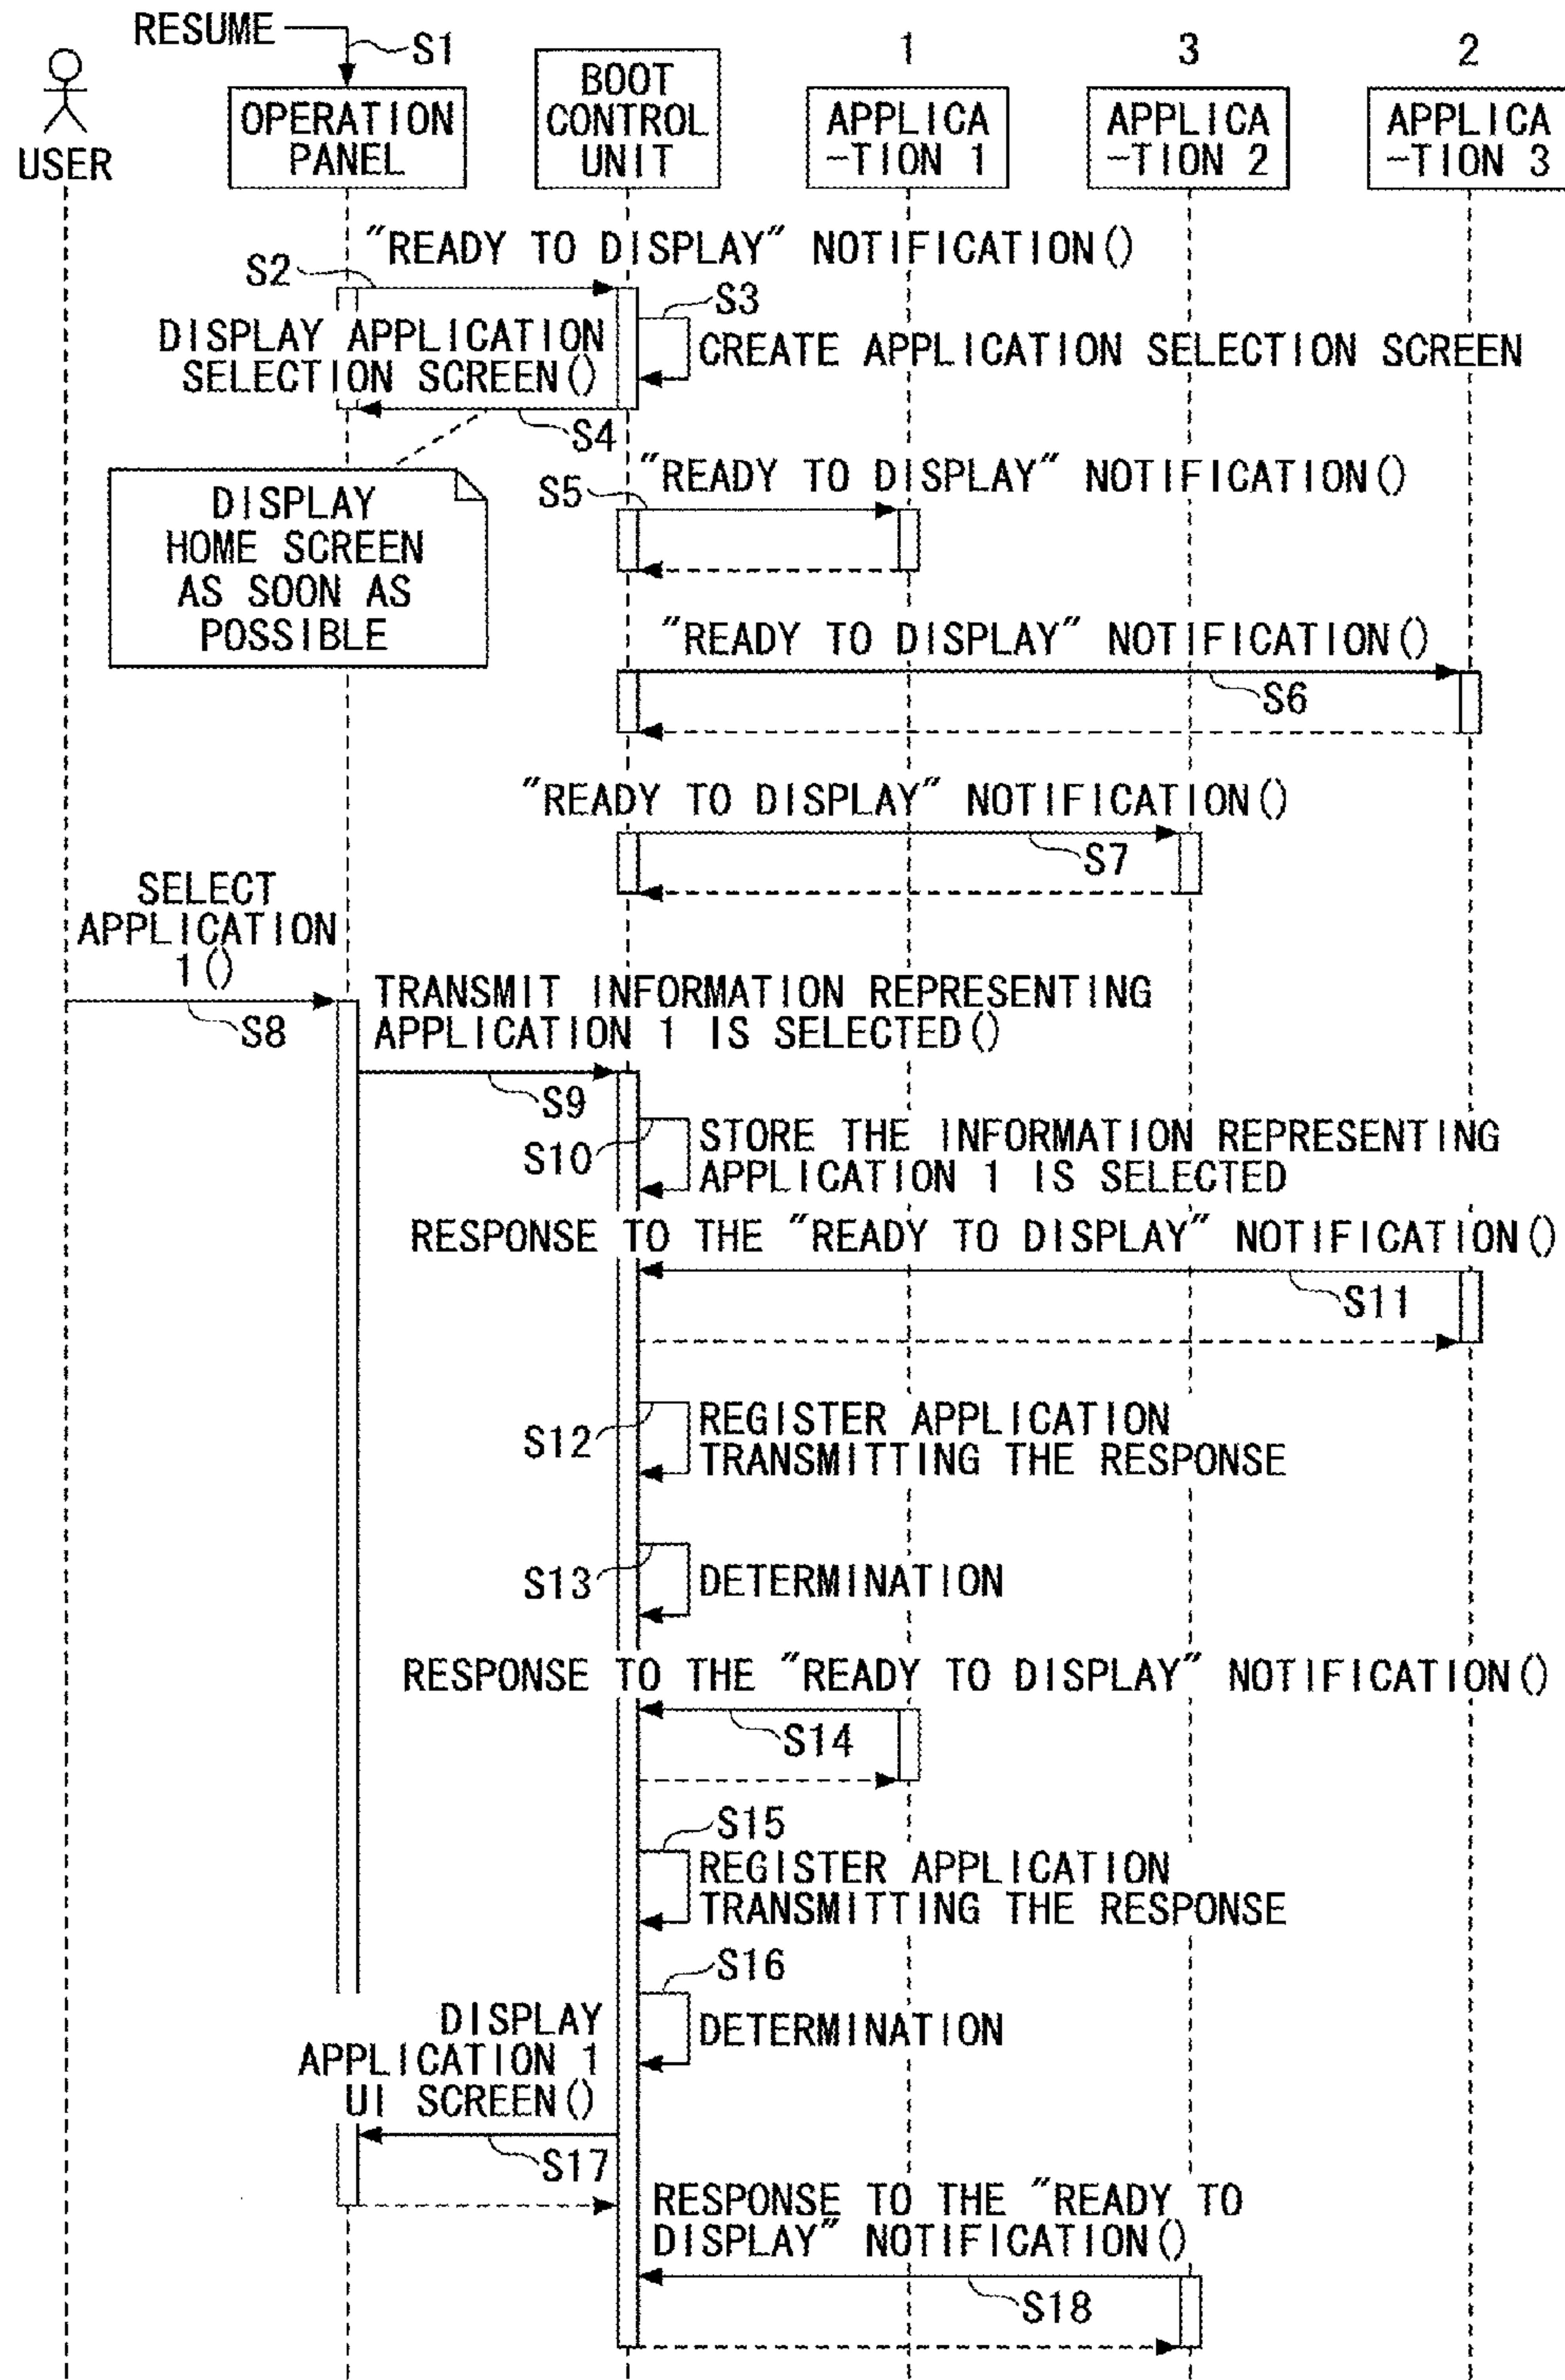 RESUME
S1
1
3
2
USER
OPERATION
PANEL
BOOT
CONTROL
UNIT
APPLICA
-TION 1
APPLICA
-TION 2
APPLICA
-TION 3
"READY TO DISPLAY" NOTIFICATION()
S2
S3
DISPLAY APPLICATION
SELECTION SCREEN()
CREATE APPLICATION SELECTION SCREEN
S4
DISPLAY
HOME SCREEN
AS SOON AS
POSSIBLE
"READY TO DISPLAY" NOTIFICATION()
S5
"READY TO DISPLAY" NOTIFICATION()
S6
"READY TO DISPLAY" NOTIFICATION()
S7
SELECT
APPLICATION
1()
S8
TRANSMIT INFORMATION REPRESENTING
APPLICATION 1 IS SELECTED()
S9
S10
STORE THE INFORMATION REPRESENTING
APPLICATION 1 IS SELECTED
RESPONSE TO THE "READY TO DISPLAY" NOTIFICATION()
S11
S12
REGISTER APPLICATION
TRANSMITTING THE RESPONSE
S13
DETERMINATION
RESPONSE TO THE "READY TO DISPLAY" NOTIFICATION()
S14
S15
REGISTER APPLICATION
TRANSMITTING THE RESPONSE
S16
DETERMINATION
DISPLAY
APPLICATION 1
UI SCREEN()
S17
RESPONSE TO THE "READY TO
DISPLAY" NOTIFICATION()
S18